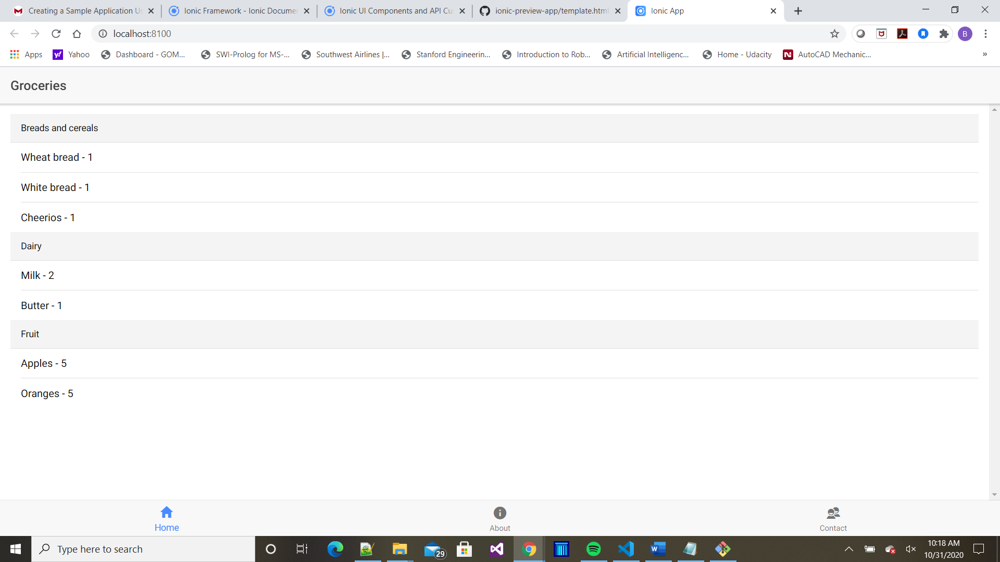 Creating a Sample Application Us
Ionic Framework - Ionic Documen
Ionic UI Components and API Cus
ionic-preview-app/template.html
Ionic App
localhost:8100
B
Apps
Yahoo
Dashboard - GOM...
SWI-Prolog for MS-...
Southwest Airlines |...
Stanford Engineerin...
Introduction to Rob...
Artificial Intelligenc...
Home - Udacity
AutoCAD Mechanic...
»
Groceries
Breads and cereals
Wheat bread - 1
White bread - 1
Cheerios - 1
Dairy
Milk - 2
Butter - 1
Fruit
Apples - 5
Oranges - 5
Home
About
Contact
Type here to search
29
10:18 AM
10/31/2020